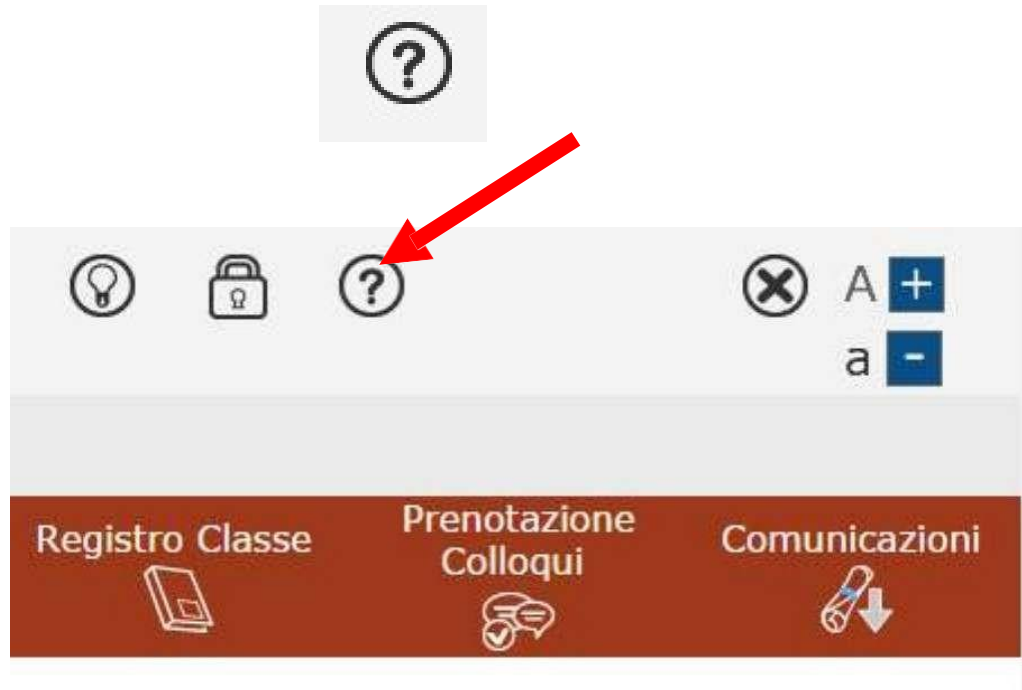 ?
? A +
a -
Registro Classe
Prenotazione
Colloqui
Comunicazioni